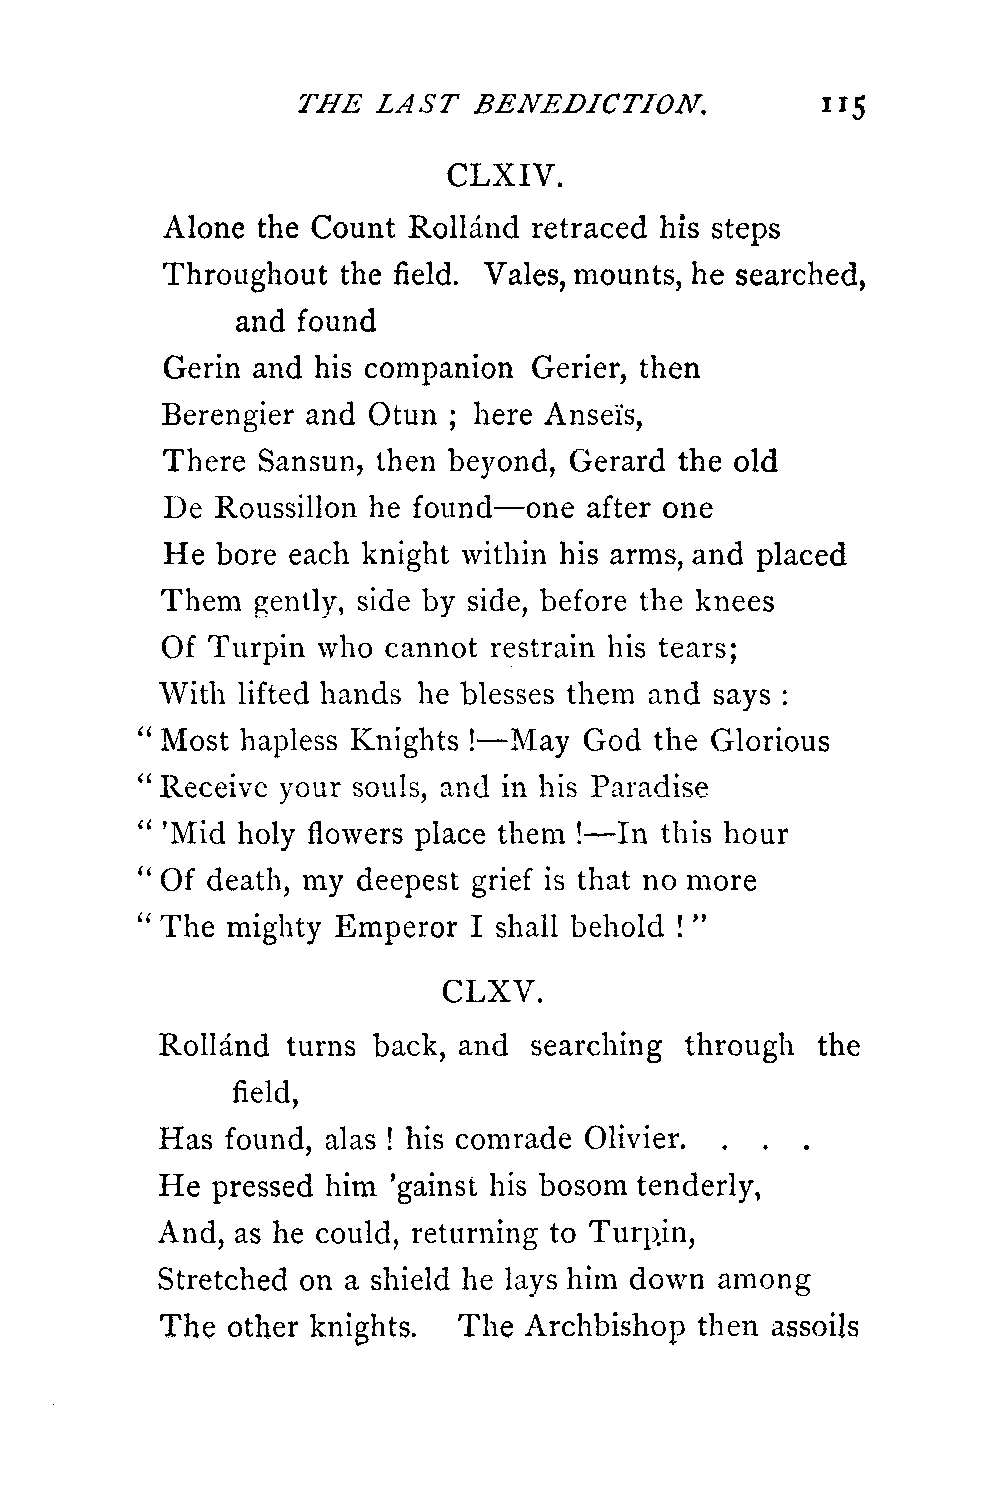 THE LAST BENEDICTION. 115
CLXIV.
Alone the Count Rollánd retraced his steps
Throughout the field. Vales, mounts, he searched,
and found
Gerin and his companion Gerier, then
Berengier and Otun ; here Anseïs,
There Sansun, then beyond, Gerard the old
De Roussillon he found—one after one
He bore each knight within his arms, and placed
Them gently, side by side, before the knees
Of Turpin who cannot restrain his tears;
With lifted hands he blesses them and says :
“ Most hapless Knights !—May God the Glorious
“ Receive your souls, and in his Paradise
“ 'Mid holy flowers place them !—In this hour
“ Of death, my deepest grief is that no more
“ The mighty Emperor I shall behold ! ”
CLXV.
Rollánd turns back, and searching through the
field,
Has found, alas ! his comrade Olivier. . . .
He pressed him 'gainst his bosom tenderly,
And, as he could, returning to Turpin,
Stretched on a shield he lays him down among
The other knights. The Archbishop then assoils